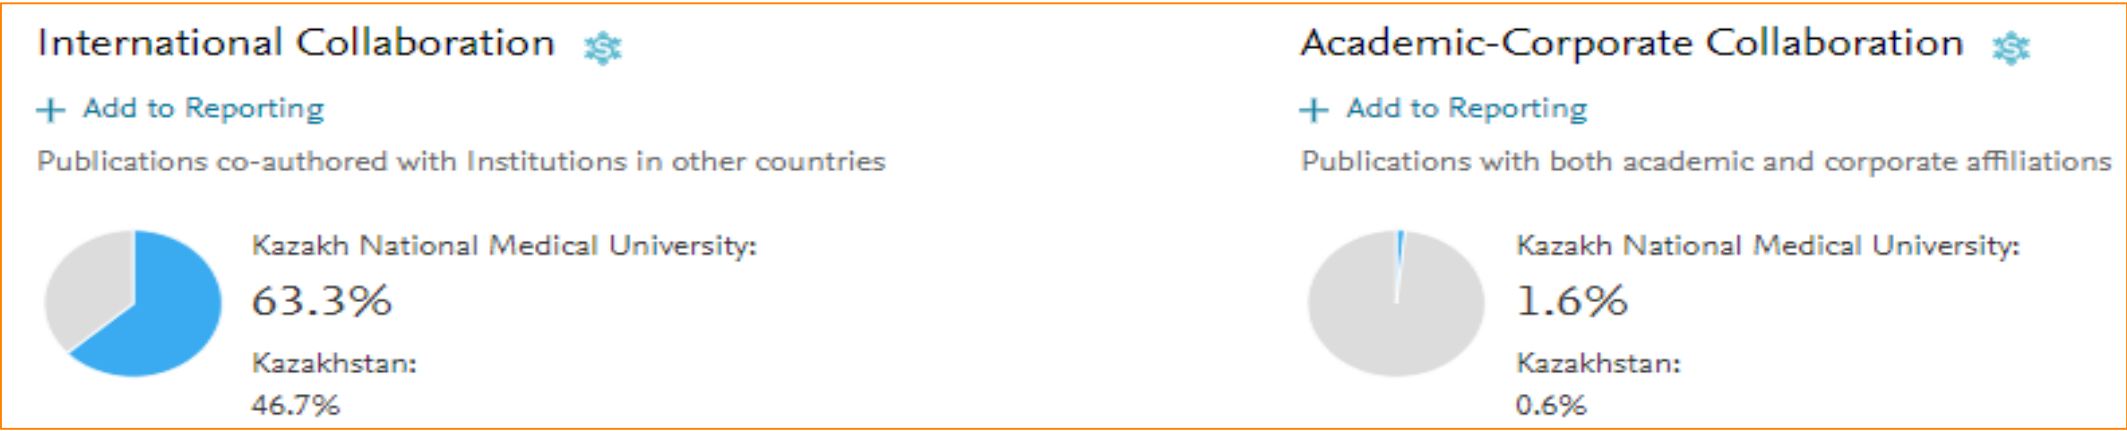 International Collaboration
+ Add to Reporting
Publications co-authored with Institutions in other countries
Kazakh National Medical University:
63.3%
Kazakhstan:
46.7%
Academic-Corporate Collaboration
+ Add to Reporting
Publications with both academic and corporate affiliations
Kazakh National Medical University:
1.6%
Kazakhstan:
0.6%